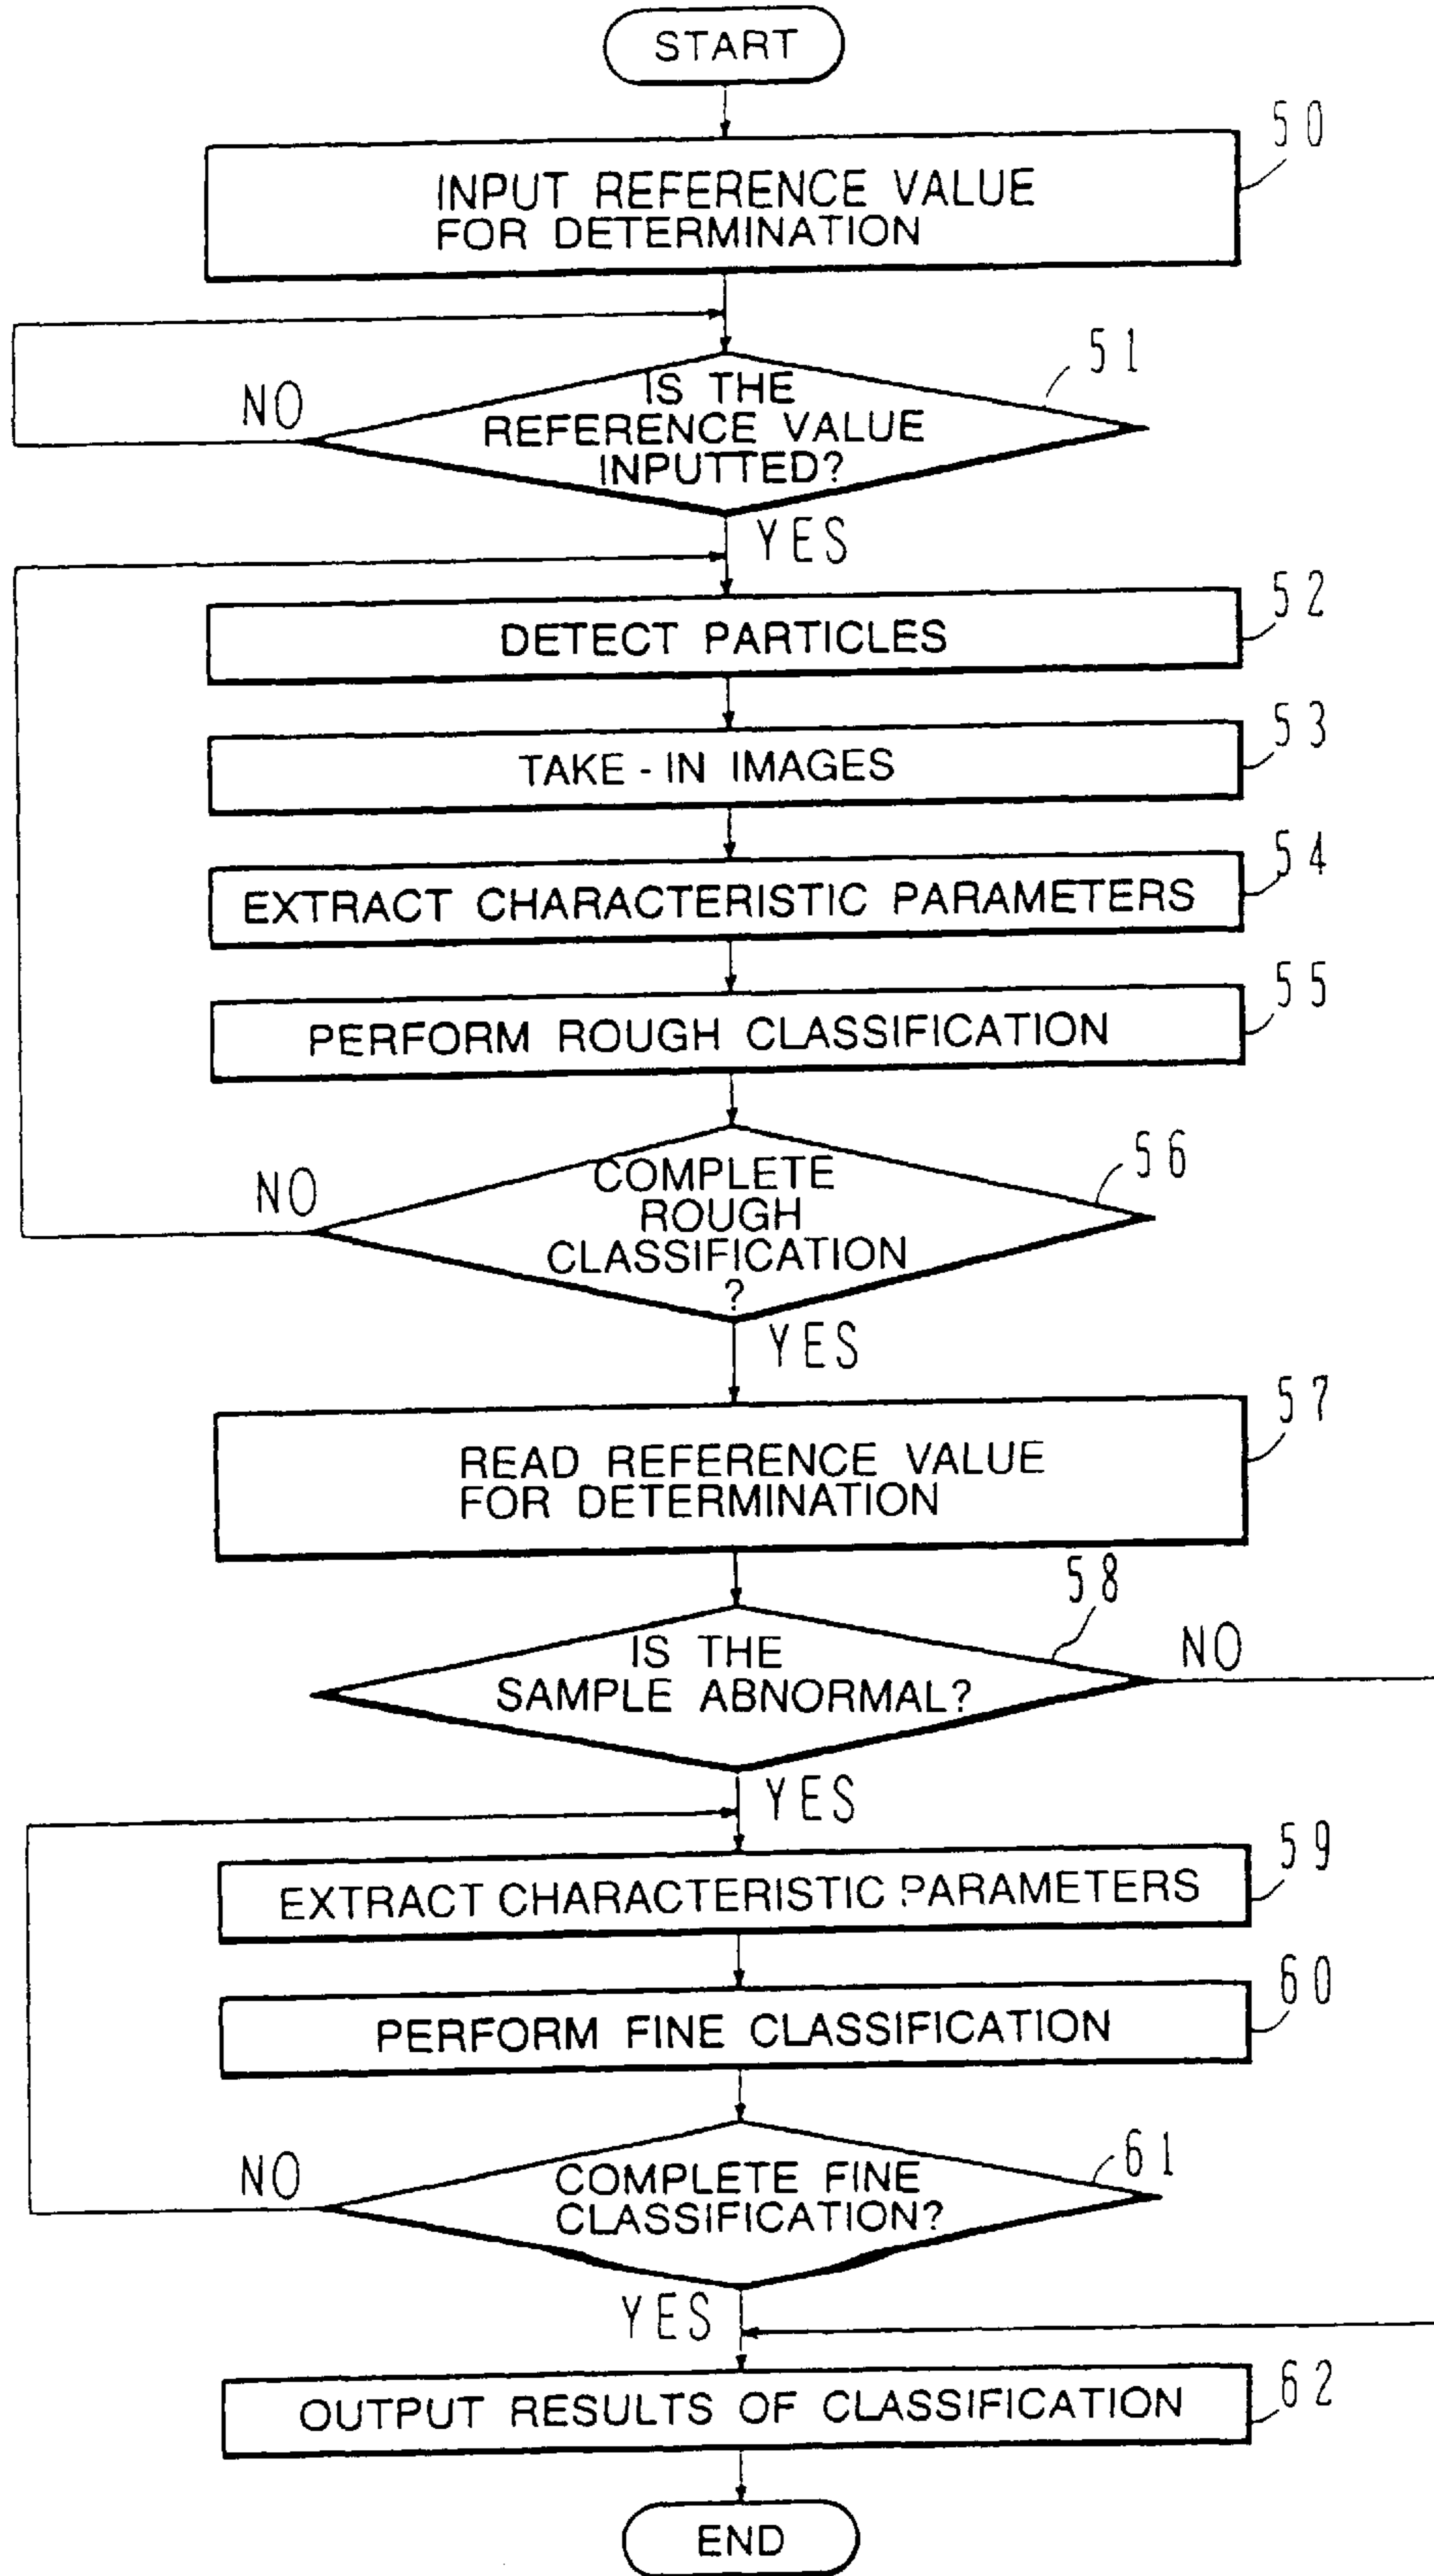 START
50
INPUT REFERENCE VALUE
FOR DETERMINATION
51
NO
IS THE
REFERENCE VALUE
INPUTTED?
YES
52
DETECT PARTICLES
53
TAKE-IN IMAGES
54
EXTRACT CHARACTERISTIC PARAMETERS
55
PERFORM ROUGH CLASSIFICATION
56
NO
COMPLETE
ROUGH
CLASSIFICATION
?
YES
57
READ REFERENCE VALUE
FOR DETERMINATION
58
IS THE
SAMPLE ABNORMAL?
NO
YES
59
EXTRACT CHARACTERISTIC PARAMETERS
60
PERFORM FINE CLASSIFICATION
61
NO
COMPLETE FINE
CLASSIFICATION?
YES
62
OUTPUT RESULTS OF CLASSIFICATION
END